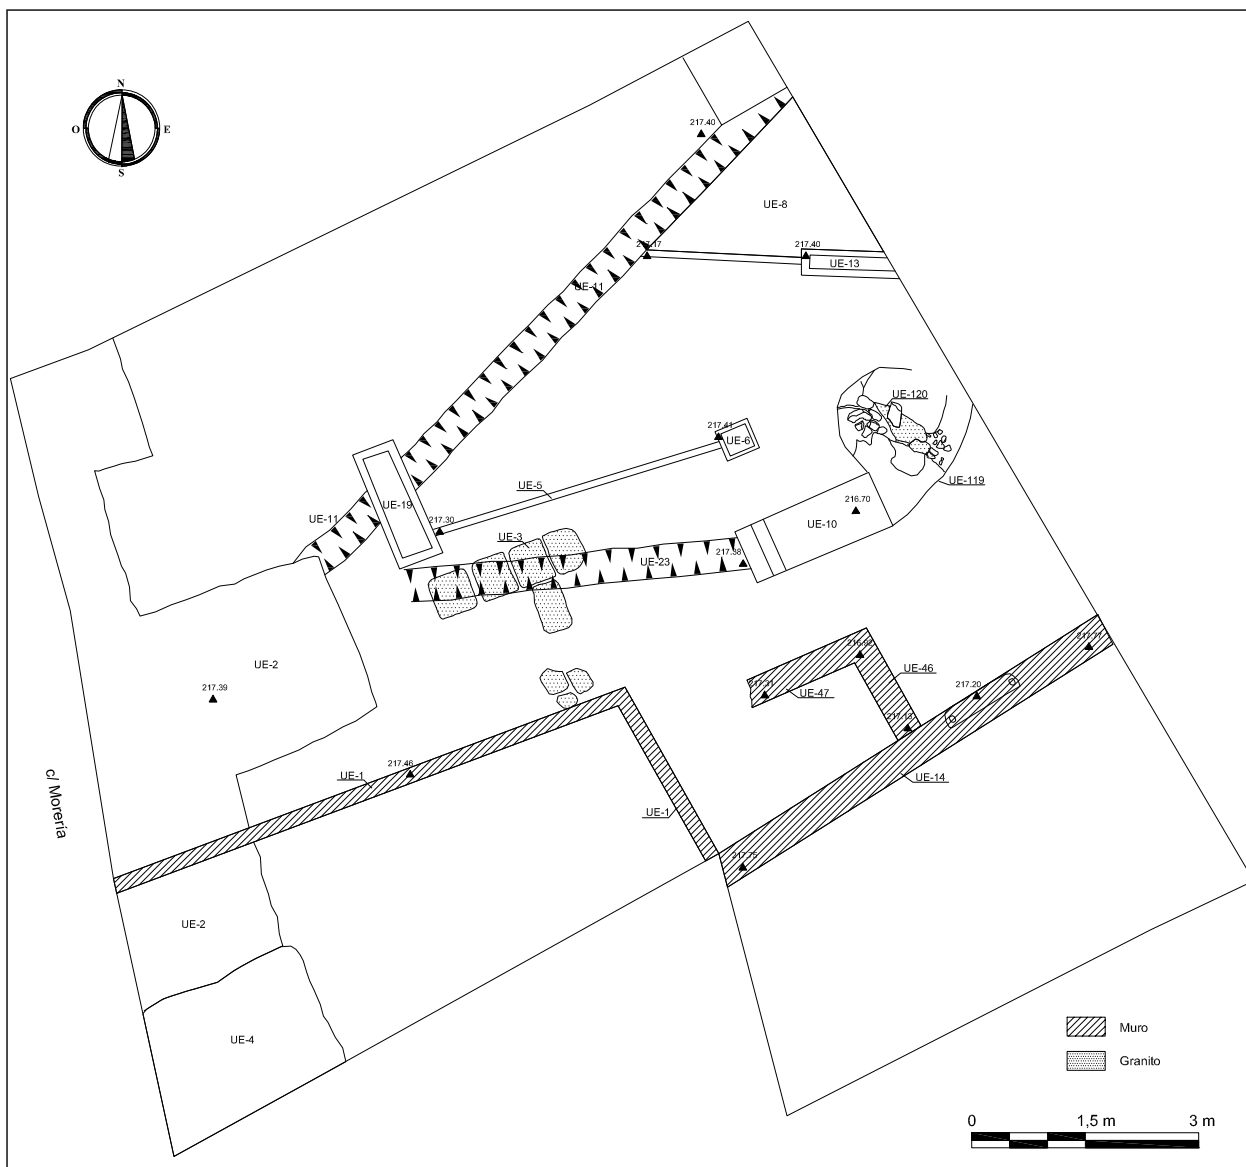 N
O
E
S
217.40
UE-8
217.17
217.40
UE-13
UE-11
UE-120
217.41
UE-6
UE-119
UE-5
UE-19
216.70
UE-11
217.30
UE-10
UE-3
217.38
UE-23
216.92
217.77
UE-2
UE-46
217.39
217.31
UE-47
217.20
217.13
217.46
UE-1
UE-14
c/ Morería
UE-1
217.75
UE-2
Muro
UE-4
Granito
0 1,5 m 3 m